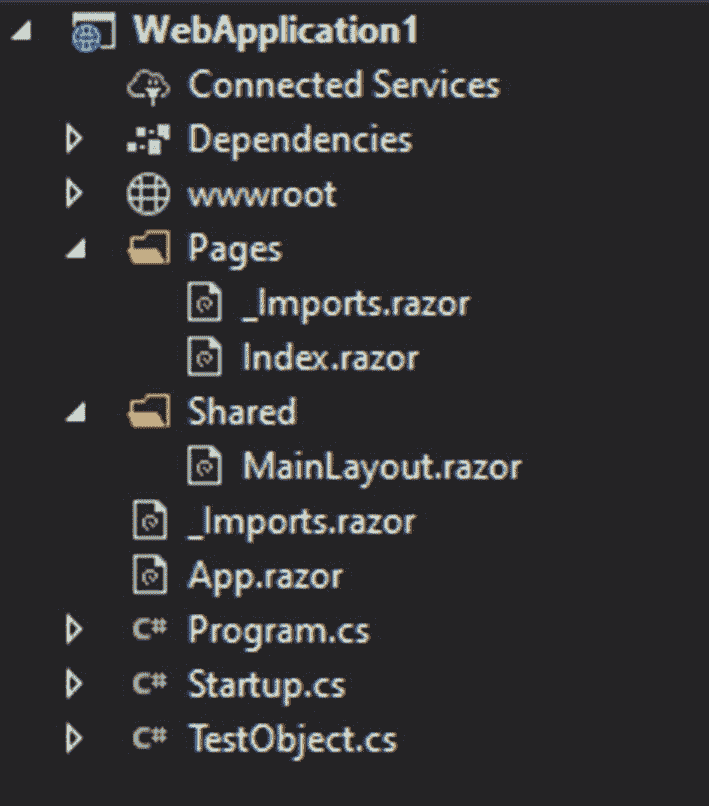 WebApplication1
Connected Services
Dependencies
wwwroot
Pages
_Imports.razor
Index.razor
Shared
MainLayout.razor
_Imports.razor
App.razor
C# Program.cs
C# Startup.cs
C# TestObject.cs